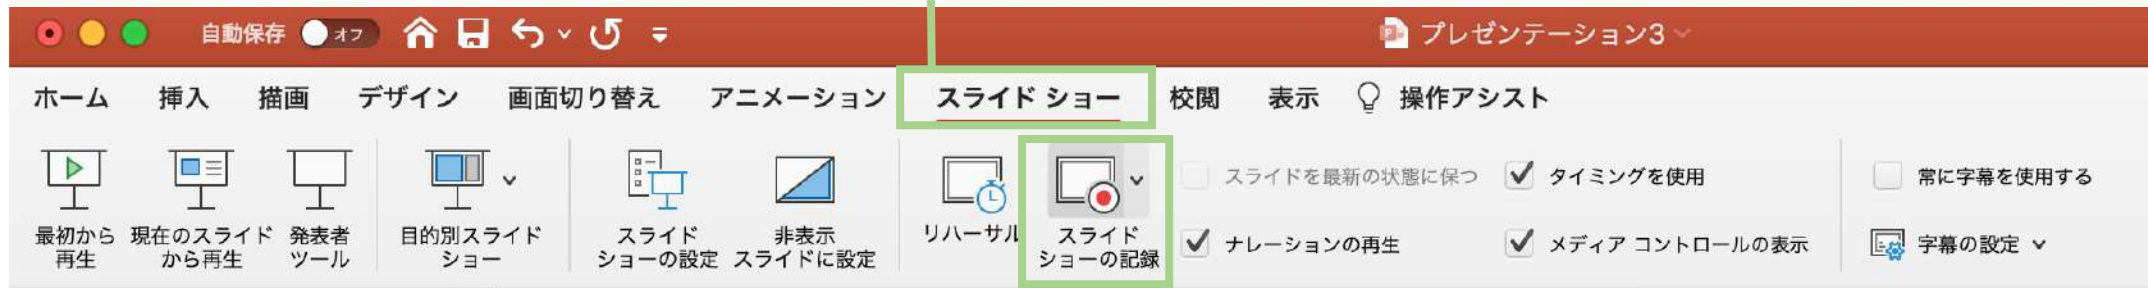 自動保存 オフ
プレゼンテーション3
ホーム 挿入 描画 デザイン 画面切り替え アニメーション スライド ショー 校閲 表示 操作アシスト
最初から
再生
現在のスライド
から再生
発表者
ツール
目的別スライド
ショー
スライド
ショーの設定
非表示
スライドに設定
リハーサル
スライド
ショーの記録
スライドを最新の状態に保つ
ナレーションの再生
タイミングを使用
メディア コントロールの表示
常に字幕を使用する
字幕の設定